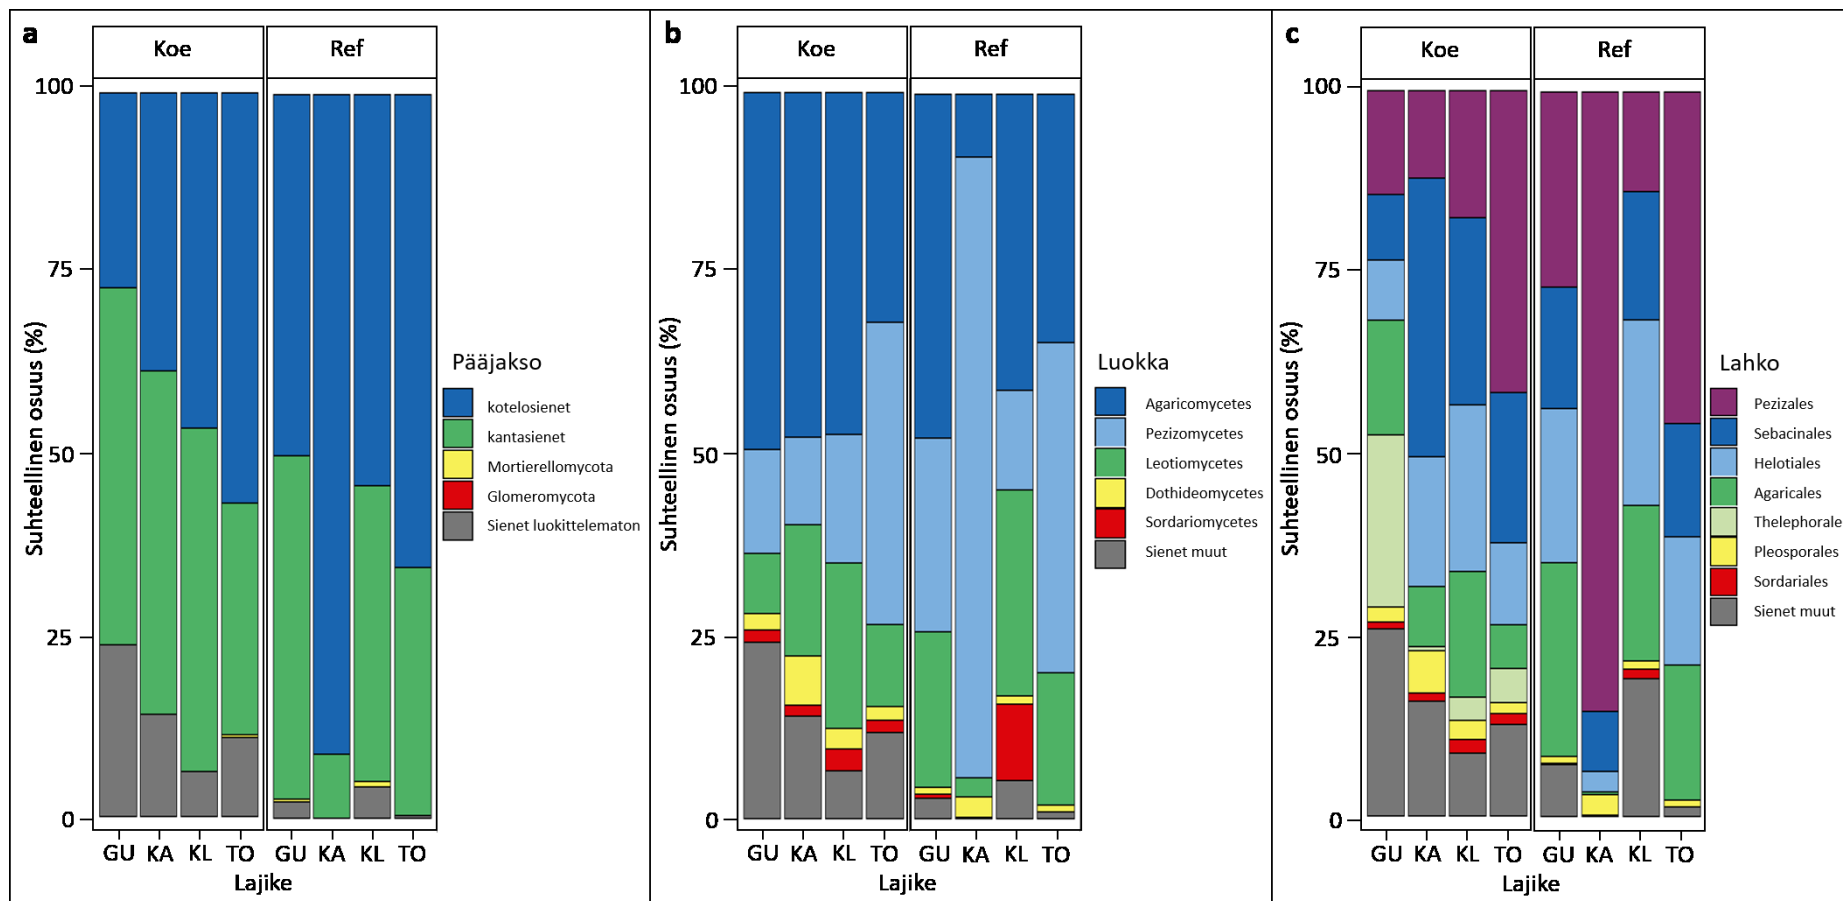 a
Koe
Ref
100
75
50
25
0
Suhteellinen osuus (%)
GU KA KL TO GU KA KL TO
Lajike
Pääjakso
kotelosienet
kantasienet
Mortierellomycota
Glomeromycota
Sienet luokittelematon
b
Koe
Ref
100
75
50
25
0
Suhteellinen osuus (%)
GU KA KL TO GU KA KL TO
Lajike
Luokka
Agaricomycetes
Pezizomycetes
Leotiomycetes
Dothideomycetes
Sordariomycetes
Sienet muut
c
Koe
Ref
100
75
50
25
0
Suhteellinen osuus (%)
GU KA KL TO GU KA KL TO
Lajike
Lahko
Pezizales
Sebacinales
Helotiales
Agaricales
Thelephorale
Pleosporales
Sordariales
Sienet muut